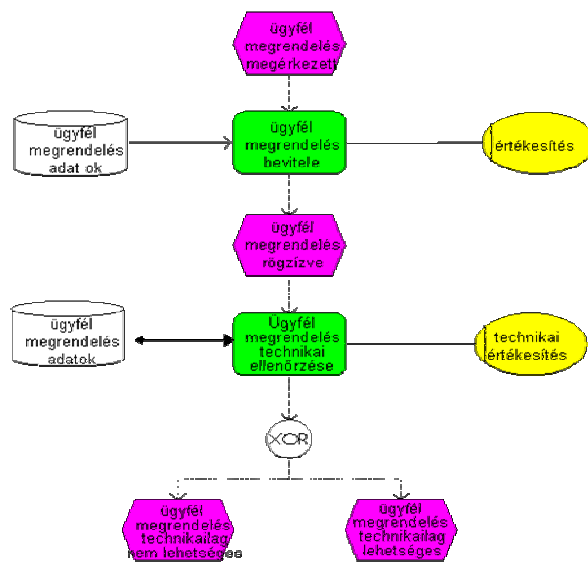 ügyfél
megrendelés
megérkezett
ügyfél
megrendelés
adat ok
ügyfél
megrendelés
bevitele
értékesítés
ügyfél
megrendelés
rögzízve
ügyfél
megrendelés
adatok
Ügyfél
megrendelés
technikai
ellenőrzése
technikai
értékesítés
XOR
ügyfél
megrendelés
technikailag
nem lehetséges
ügyfél
megrendelés
technikailag
lehetséges